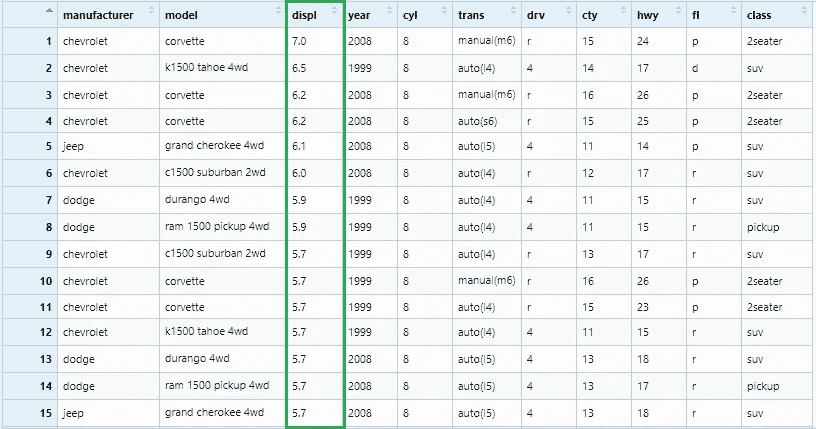 manufacturer model displ year cyl trans drv cty hwy fl class
1 chevrolet corvette 7.0 2008 8 manual(m6) r 15 24 p 2seater
2 chevrolet k1500 tahoe 4wd 6.5 1999 8 auto(l4) 4 14 17 d suv
3 chevrolet corvette 6.2 2008 8 manual(m6) r 16 26 p 2seater
4 chevrolet corvette 6.2 2008 8 auto(s6) r 15 25 p 2seater
5 jeep grand cherokee 4wd 6.1 2008 8 auto(l5) 4 11 14 p suv
6 chevrolet c1500 suburban 2wd 6.0 2008 8 auto(l4) r 12 17 r suv
7 dodge durango 4wd 5.9 1999 8 auto(l4) 4 11 15 r suv
8 dodge ram 1500 pickup 4wd 5.9 1999 8 auto(l4) 4 11 15 r pickup
9 chevrolet c1500 suburban 2wd 5.7 1999 8 auto(l4) r 13 17 r suv
10 chevrolet corvette 5.7 1999 8 manual(m6) r 16 26 p 2seater
11 chevrolet corvette 5.7 1999 8 auto(l4) r 15 23 p 2seater
12 chevrolet k1500 tahoe 4wd 5.7 1999 8 auto(l4) 4 11 15 r suv
13 dodge durango 4wd 5.7 2008 8 auto(l5) 4 13 18 r suv
14 dodge ram 1500 pickup 4wd 5.7 2008 8 auto(l5) 4 13 17 r pickup
15 jeep grand cherokee 4wd 5.7 2008 8 auto(l5) 4 13 18 r suv